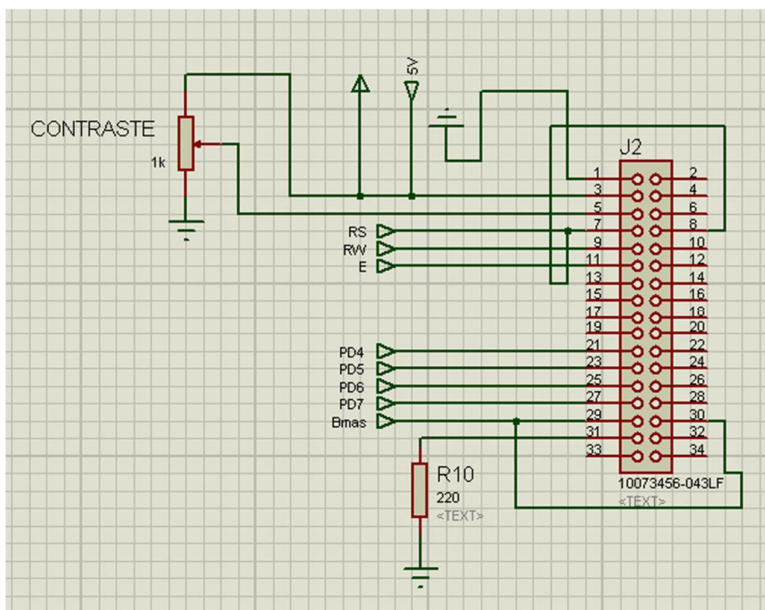 5V
CONTRASTE
1k
J2
1 2
3 4
5 6
RS 7 8
RW 9 10
E 11 12
13 14
15 16
17 18
19 20
PD4 21 22
PD5 23 24
PD6 25 26
PD7 27 28
Bmas 29 30
31 32
33 34
R10
220
<TEXT>
10073456-043LF
<TEXT>